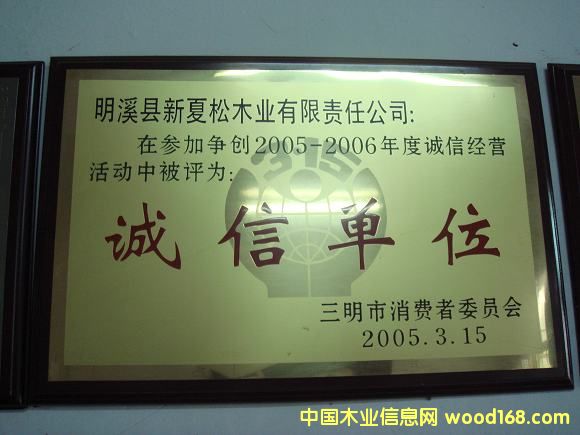 明溪县新夏松木业有限责任公司:
在参加争创2005-2006年度诚信经营
活动中被评为:
315
诚信单位
三明市消费者委员会
2005.3.15
中国木业信息网 wood168.com